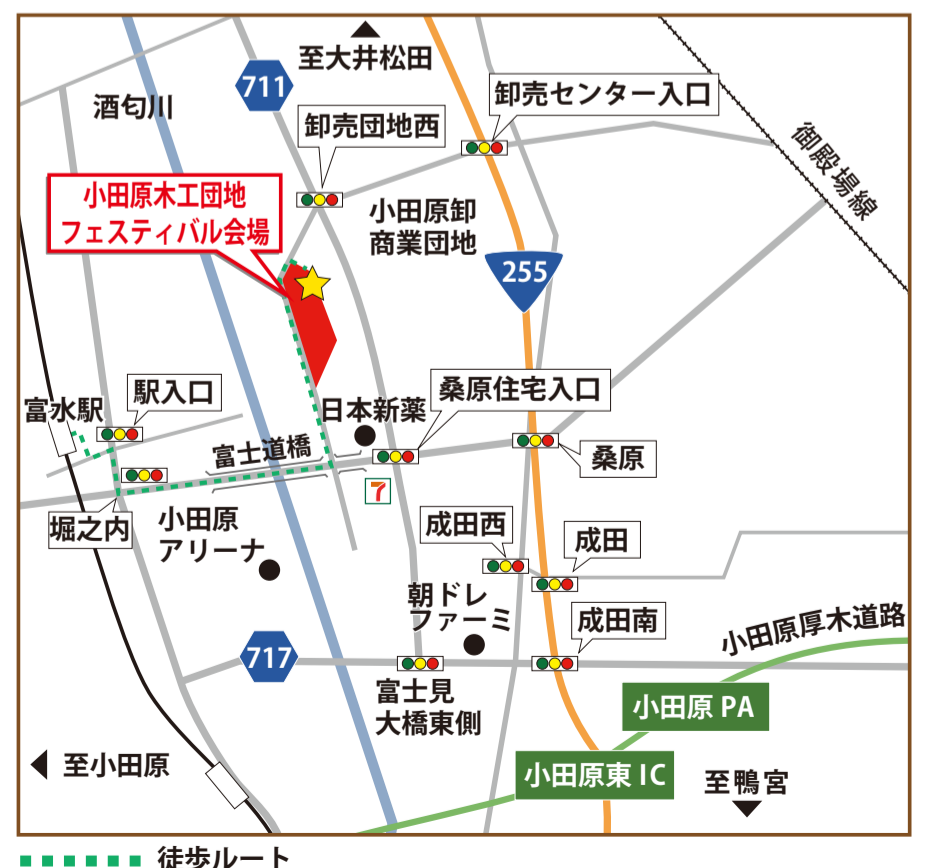 至大井松田
711
酒匂川
卸売センター入口
卸売団地西
御殿場線
小田原木工団地
フェスティバル会場
小田原卸
商業団地
255
駅入口
桑原住宅入口
富水駅
日本新薬
富士道橋
桑原
7
堀之内
小田原
アリーナ
成田西
成田
朝ドレ
ファーミ
成田南
小田原厚木道路
717
富士見
大橋東側
小田原 PA
至小田原
小田原東 IC
至鴨宮
徒歩ルート